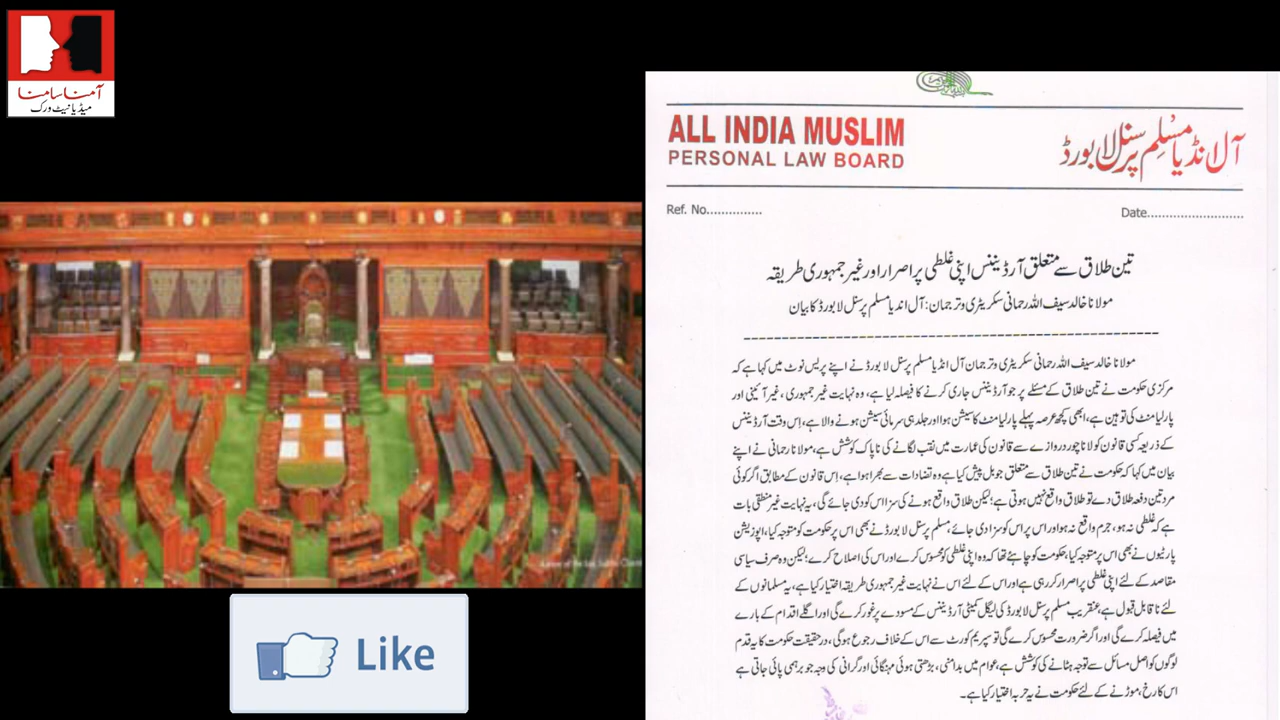 آمنا سامنا
میڈیا نیٹ ورک
Like
ALL INDIA MUSLIM
PERSONAL LAW BOARD
آل انڈیا مسلم پرسنل لا بورڈ
Ref. No...............
Date.........................
تین طلاق سے متعلق آرڈیننس اپنی غلطی پر اصرار اور غیر جمہوری طریقہ
مولانا خالد سیف اللہ رحمانی سکریٹری و ترجمان: آل انڈیا مسلم پرسنل لا بورڈ کا بیان
مولانا خالد سیف اللہ رحمانی سکریٹری و ترجمان آل انڈیا مسلم پرسنل لا بورڈ نے اپنے پریس نوٹ میں کہا ہے کہ
مرکزی حکومت نے تین طلاق کے مسئلے پر جو آرڈیننس جاری کرنے کا فیصلہ لیا ہے، وہ نہایت غیر جمہوری، غیر آئینی اور
پارلیامنٹ کی توہین ہے، ابھی کچھ عرصہ پہلے پارلیامنٹ کا سیشن ہوا اور جلد ہی سرمائی سیشن ہونے والا ہے، اِس وقت آرڈیننس
کے ذریعہ کسی قانون کو لانا چور دروازے سے قانون کی عمارت میں نقب لگانے کی ناپاک کوشش ہے، مولانا رحمانی نے اپنے
بیان میں کہا کہ حکومت نے تین طلاق سے متعلق جو بل پیش کیا ہے وہ تضادات سے بھرا ہوا ہے، اِس قانون کے مطابق اگر کوئی
مرد تین دفعہ طلاق دے تو طلاق واقع نہیں ہوتی ہے؛ لیکن طلاق واقع ہونے کی سزا اس کو دی جائے گی، یہ نہایت غیر منطقی بات
ہے کہ غلطی نہ ہو، جرم واقع نہ ہو اور اس پر اس کو سزا دی جائے، مسلم پرسنل لا بورڈ نے بھی اس پر حکومت کو متوجہ کیا، اپوزیشن
پارٹیوں نے بھی اس پر متوجہ کیا، حکومت کو چاہئے تھا کہ وہ اپنی غلطی کو محسوس کرے اور اس کی اصلاح کرے؛ لیکن وہ صرف سیاسی
مقاصد کے لئے اپنی غلطی پر اصرار کر رہی ہے اور اس کے لئے اس نے نہایت غیر جمہوری طریقہ اختیار کیا ہے، یہ مسلمانوں کے
لئے ناقابل قبول ہے، عنقریب مسلم پرسنل لا بورڈ کی لیگل کمیٹی آرڈیننس کے مسودے پر غور کرے گی اور اگلے اقدام کے بارے
میں فیصلہ کرے گی اور اگر ضرورت محسوس کرے گی تو سپریم کورٹ سے اس کے خلاف رجوع ہوگی، درحقیقت حکومت کا یہ قدم
لوگوں کو اصل مسائل سے توجہ ہٹانے کی کوشش ہے، عوام میں بدامنی، بڑھتی ہوئی مہنگائی اور گرانی کی وجہ جو برہمی پائی جاتی ہے
اس کا رخ موڑنے کے لئے حکومت نے یہ حربہ اختیار کیا ہے۔